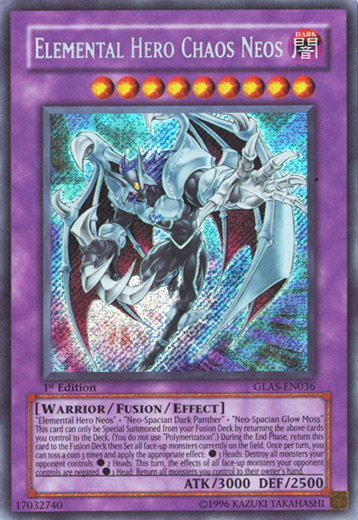 ELEMENTAL HERO CHAOS NEOS
DARK
闇
1st Edition
GLAS-EN036
[WARRIOR/FUSION/EFFECT]
"Elemental Hero Neos" + "Neo-Spacian Dark Panther" + "Neo-Spacian Glow Moss"
This card can only be Special Summoned from your Fusion Deck by returning the above cards
you control to the Deck. (You do not use "Polymerization".) During the End Phase, return this
card to the Fusion Deck then Set all face-up monsters currently on the field. Once per turn, you
can toss a coin 3 times and apply the appropriate effect: ● 3 Heads: Destroy all monsters your
opponent controls. ● 2 Heads: This turn, the effects of all face-up monsters your opponent
controls are negated. ● 1 Head: Return all monsters you control to their owner's hand.
ATK/3000 DEF/2500
17032740
©1996 KAZUKI TAKAHASHI